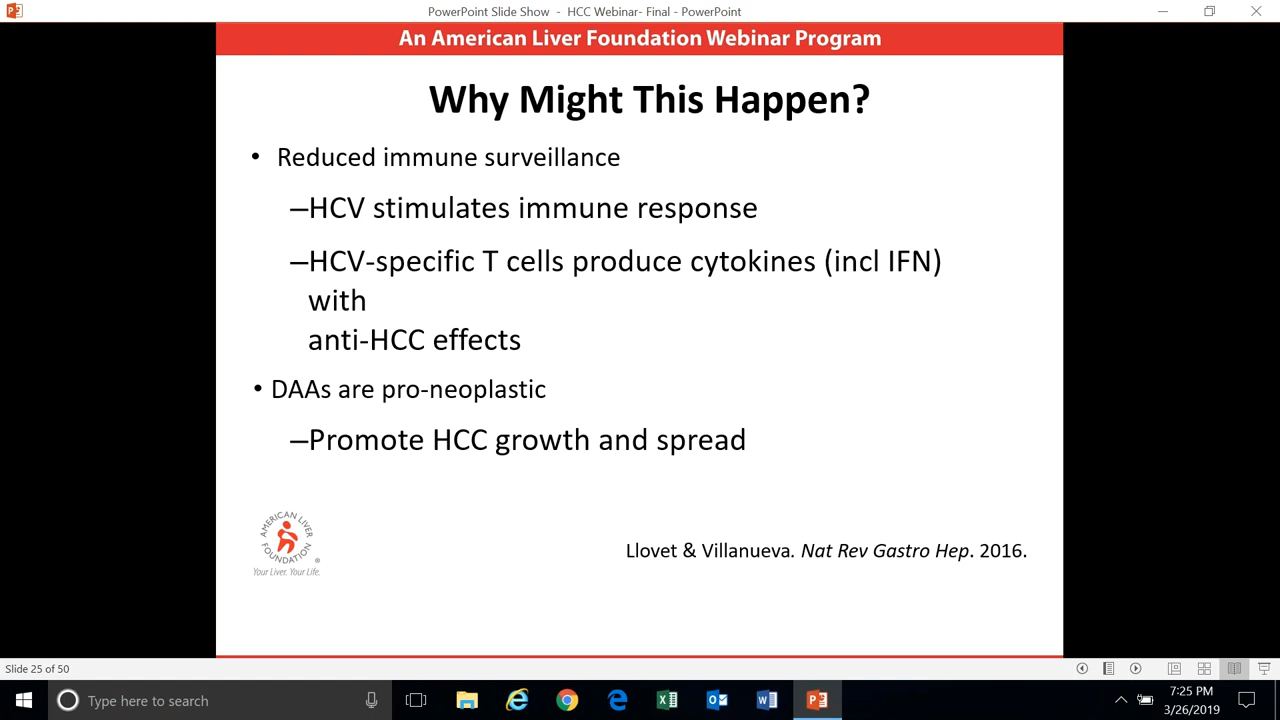 PowerPoint Slide Show - HCC Webinar- Final - PowerPoint
An American Liver Foundation Webinar Program
Why Might This Happen?
• Reduced immune surveillance
–HCV stimulates immune response
–HCV-specific T cells produce cytokines (incl IFN)
with
anti-HCC effects
• DAAs are pro-neoplastic
–Promote HCC growth and spread
AMERICAN LIVER FOUNDATION ®
Your Liver. Your Life.
Llovet & Villanueva. Nat Rev Gastro Hep. 2016.
Slide 25 of 50
Type here to search
7:25 PM
3/26/2019